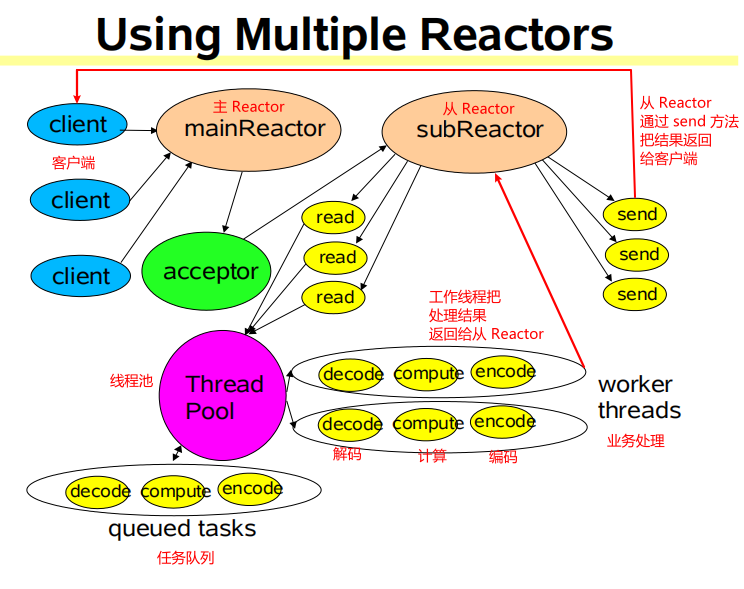 Using Multiple Reactors
client
客户端
client
client
主 Reactor
mainReactor
从 Reactor
subReactor
从 Reactor
通过 send 方法
把结果返回
给客户端
acceptor
read
read
read
send
send
send
工作线程把
处理结果
返回给从 Reactor
线程池
Thread
Pool
decode compute encode
decode compute encode
解码 计算 编码
worker
threads
业务处理
decode compute encode
queued tasks
任务队列